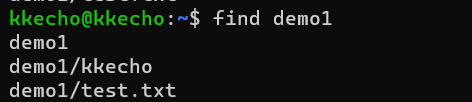 kkecho@kkecho:~$ find demo1
demo1
demo1/kkecho
demo1/test.txt